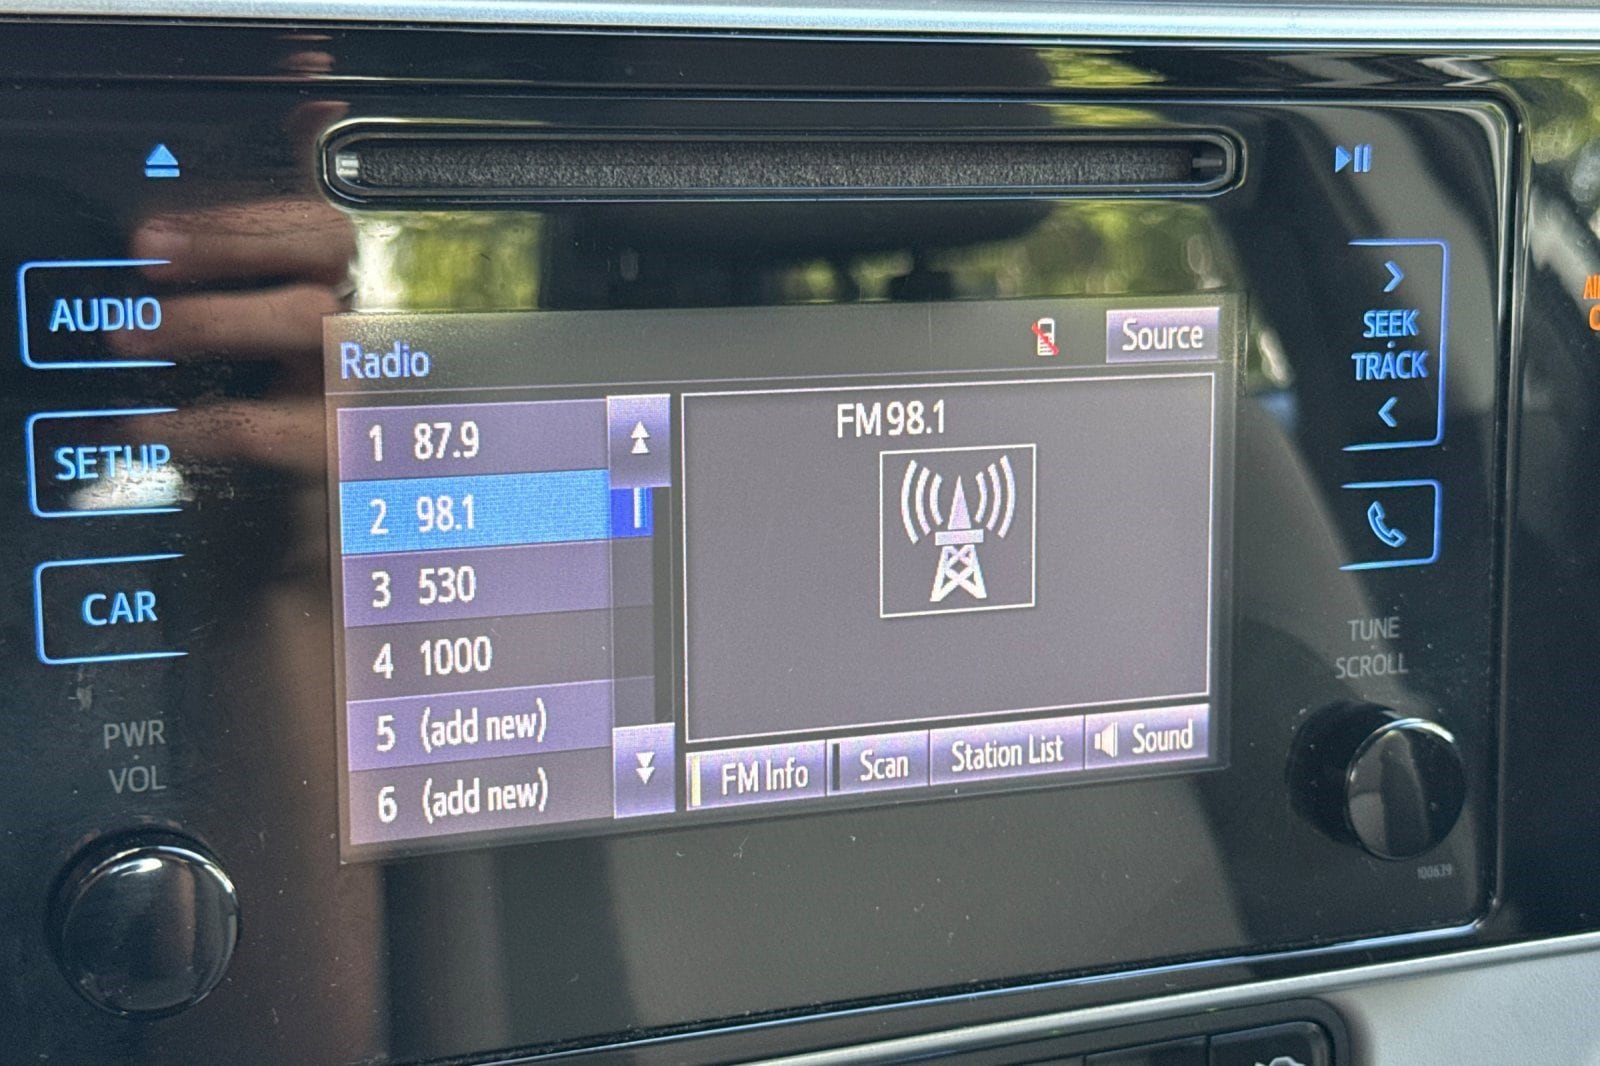 AUDIO
SETUP
CAR
PWR
VOL
Radio
Source
1 87.9
2 98.1
3 530
4 1000
5 (add new)
6 (add new)
FM 98.1
FM Info
Scan
Station List
Sound
SEEK
TRACK
TUNE
SCROLL
100639